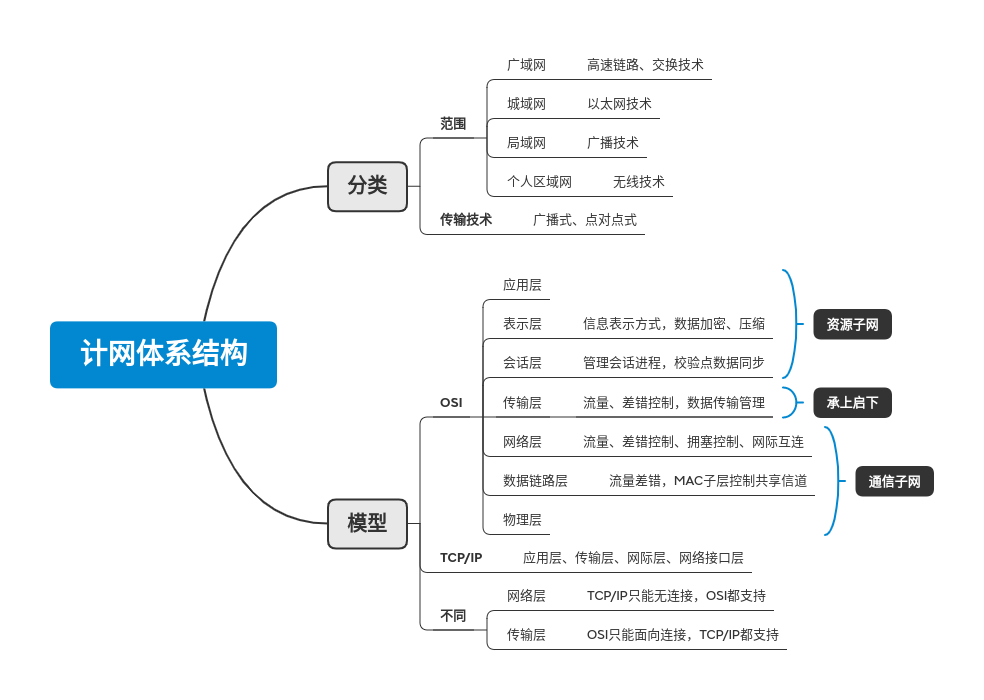 计网体系结构
分类
范围
广域网 高速链路、交换技术
城域网 以太网技术
局域网 广播技术
个人区域网 无线技术
传输技术 广播式、点对点式
模型
OSI
应用层
表示层 信息表示方式，数据加密、压缩
会话层 管理会话进程，校验点数据同步
资源子网
传输层 流量、差错控制，数据传输管理
承上启下
网络层 流量、差错控制、拥塞控制、网际互连
数据链路层 流量差错，MAC子层控制共享信道
物理层
通信子网
TCP/IP 应用层、传输层、网际层、网络接口层
不同
网络层 TCP/IP只能无连接，OSI都支持
传输层 OSI只能面向连接，TCP/IP都支持